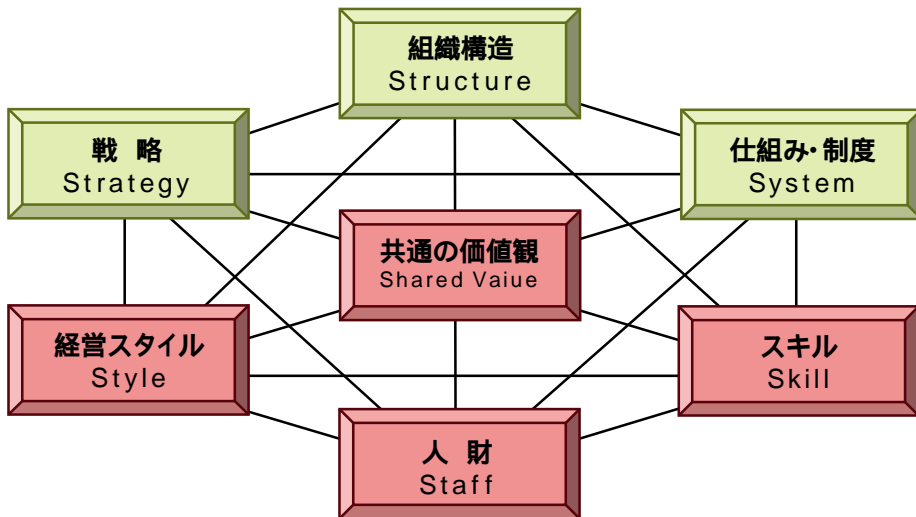 組織構造
Structure
戦 略
Strategy
仕組み・制度
System
共通の価値観
Shared Vaiue
経営スタイル
Style
スキル
Skill
人 財
Staff